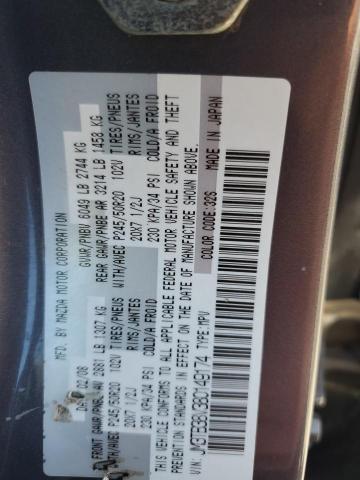 MFD. BY MAZDA MOTOR CORPORATION
GVWR/PNBV 6049 LB 2744 KG
DATE: 02/08
FRONT GAWR/PNBE AV 2881 LB 1307 KG REAR GAWR/PNBE AR 3214 LB 1458 KG
WITH/AVEC P245/50R20 102V TIRES/PNEUS WITH/AVEC P245/50R20 102V TIRES/PNEUS
20X7 1/2J RIMS/JANTES 20X7 1/2J RIMS/JANTES
230 KPA/34 PSI COLD/A FROID 230 KPA/34 PSI COLD/A FROID
THIS VEHICLE CONFORMS TO ALL APPLICABLE FEDERAL MOTOR VEHICLE SAFETY AND THEFT
PREVENTION STANDARDS IN EFFECT ON THE DATE OF MANUFACTURE SHOWN ABOVE.
VIN: TYPE: MPV COLOR CODE: 32S MADE IN JAPAN